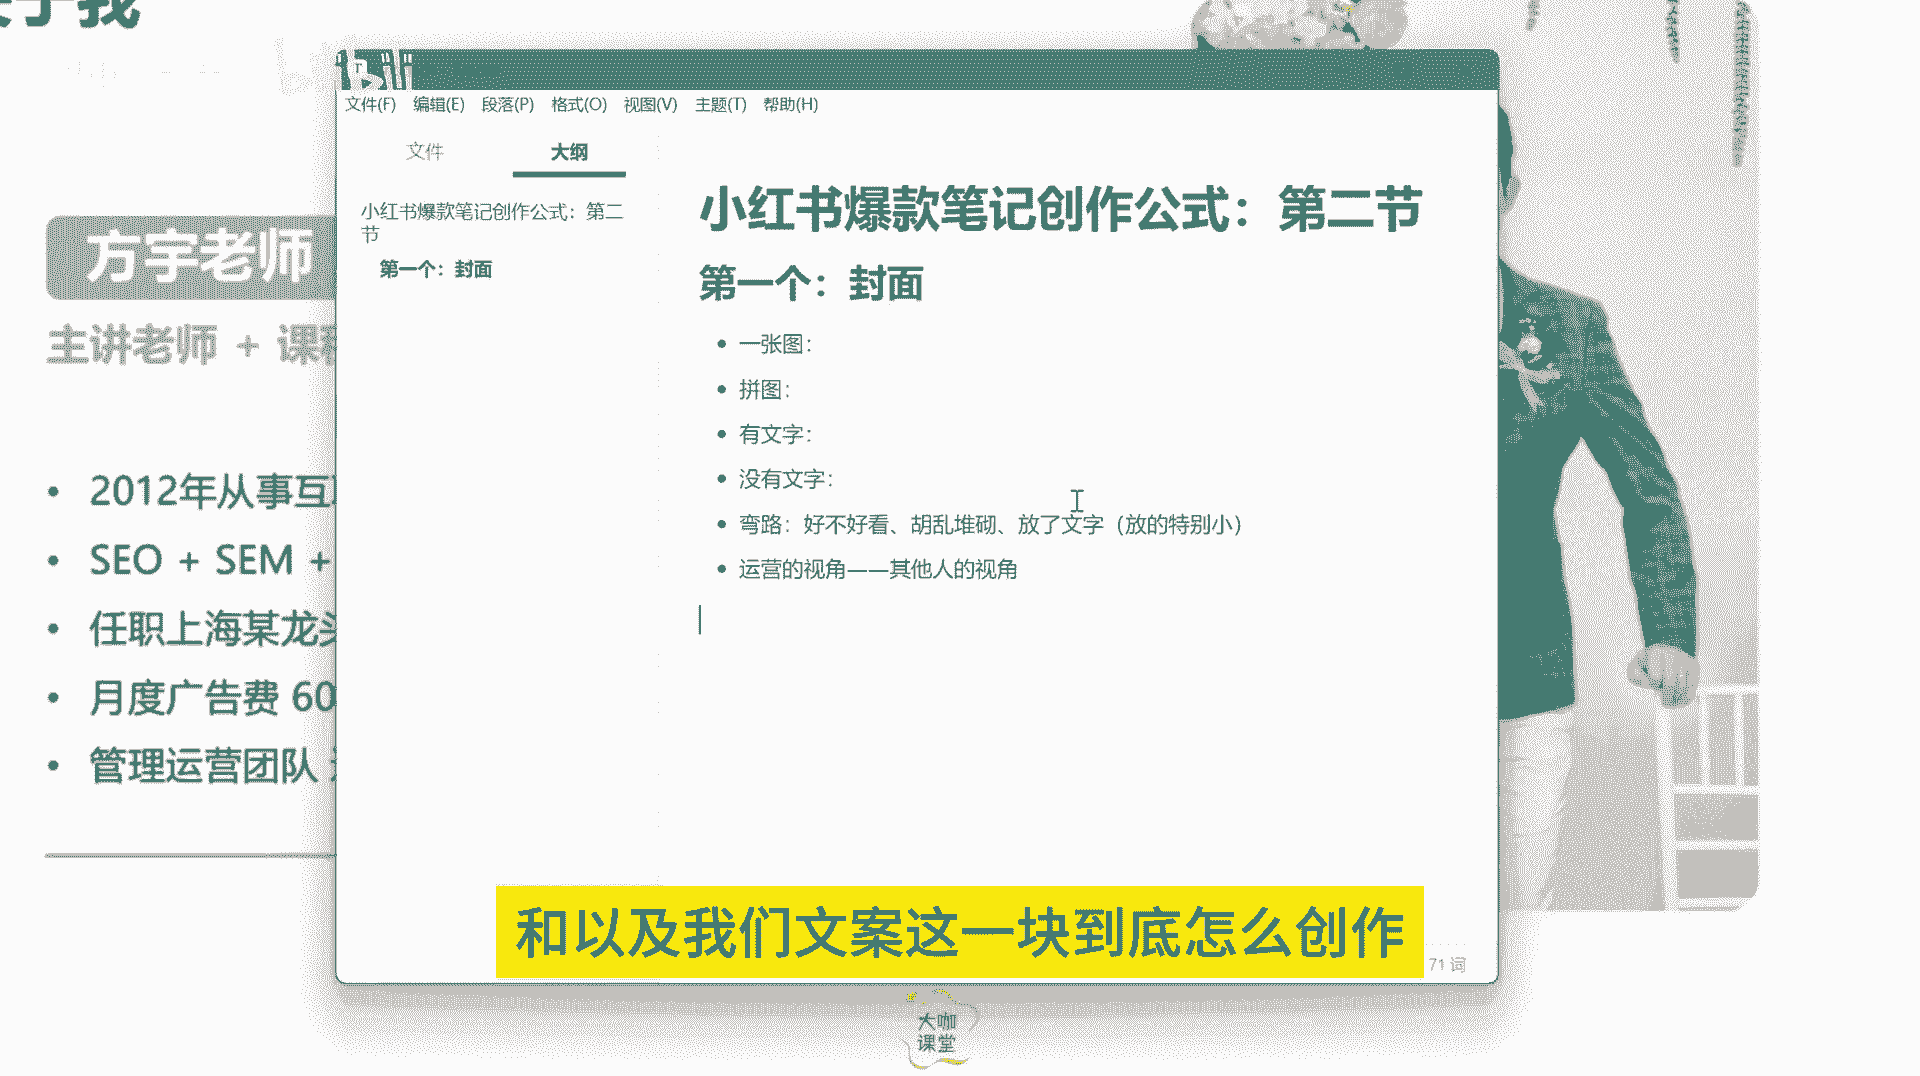 关于我
bilibili
文件(F) 编辑(E) 段落(P) 格式(O) 视图(V) 主题(T) 帮助(H)
文件 大纲
小红书爆款笔记创作公式：第二
节
第一个：封面
小红书爆款笔记创作公式：第二节
第一个：封面
一张图：
拼图：
有文字：
没有文字：
弯路：好不好看、胡乱堆砌、放了文字（放的特别小）
运营的视角——其他人的视角
71 词
方宇老师
主讲老师 + 课程
2012年从事互
SEO + SEM +
任职上海某龙头
月度广告费 60
管理运营团队
和以及我们文案这一块到底怎么创作
大咖
课堂